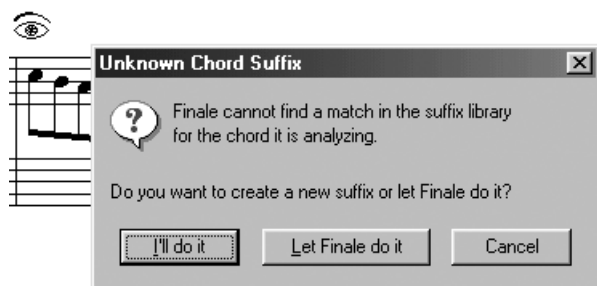 Unknown Chord Suffix
Finale cannot find a match in the suffix library
for the chord it is analyzing.
Do you want to create a new suffix or let Finale do it?
I'll do it
Let Finale do it
Cancel